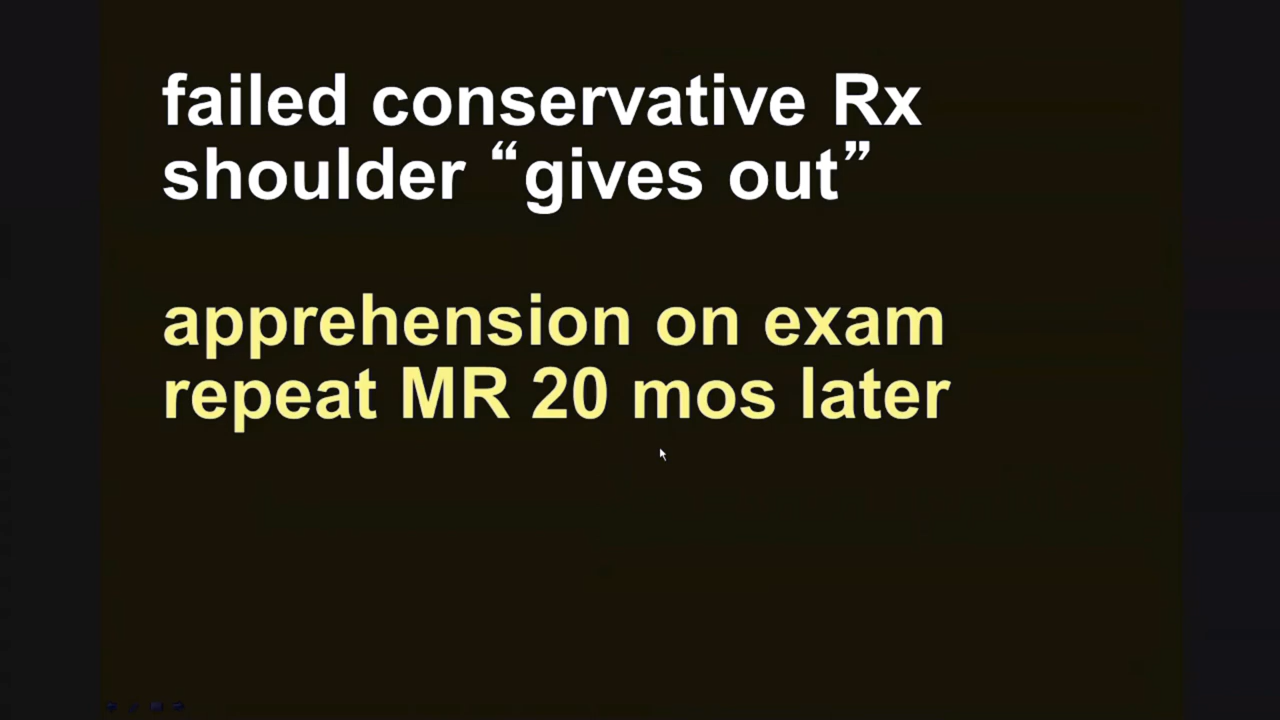 failed conservative Rx
shoulder “gives out”
apprehension on exam
repeat MR 20 mos later